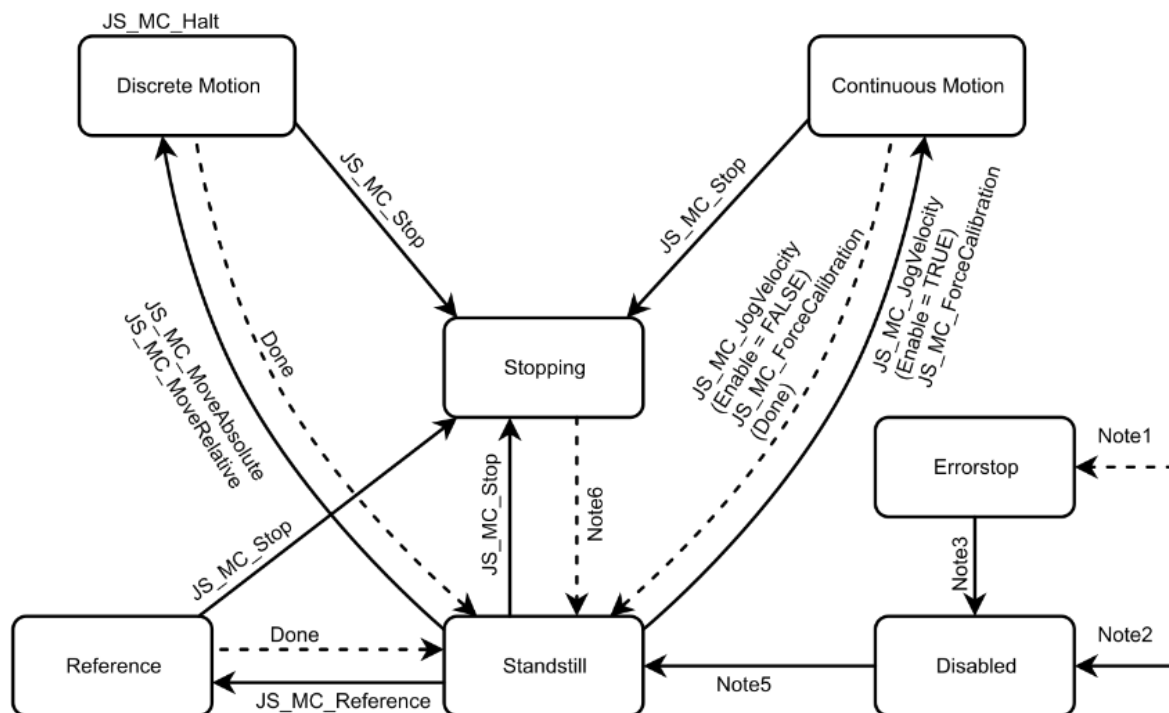 JS_MC_Halt
Discrete Motion
Continuous Motion
JS_MC_Stop
JS_MC_Stop
JS_MC_MoveAbsolute
JS_MC_MoveRelative
Done
Stopping
JS_MC_JogVelocity
(Enable = FALSE)
JS_MC_ForceCalibration
(Done)
JS_MC_JogVelocity
(Enable = TRUE)
JS_MC_ForceCalibration
Errorstop
Note1
JS_MC_Stop
JS_MC_Stop
Note6
Note3
Reference
Done
JS_MC_Reference
Standstill
Note5
Disabled
Note2